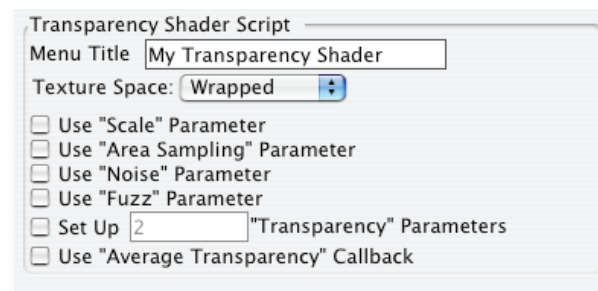 Transparency Shader Script
Menu Title My Transparency Shader
Texture Space: Wrapped
Use "Scale" Parameter
Use "Area Sampling" Parameter
Use "Noise" Parameter
Use "Fuzz" Parameter
Set Up 2 "Transparency" Parameters
Use "Average Transparency" Callback